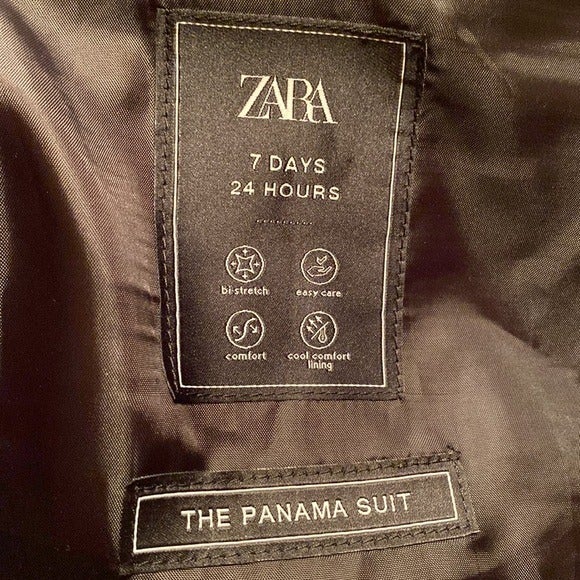 ZARA
7 DAYS
24 HOURS
bi-stretch
easy care
comfort
cool comfort
lining
THE PANAMA SUIT